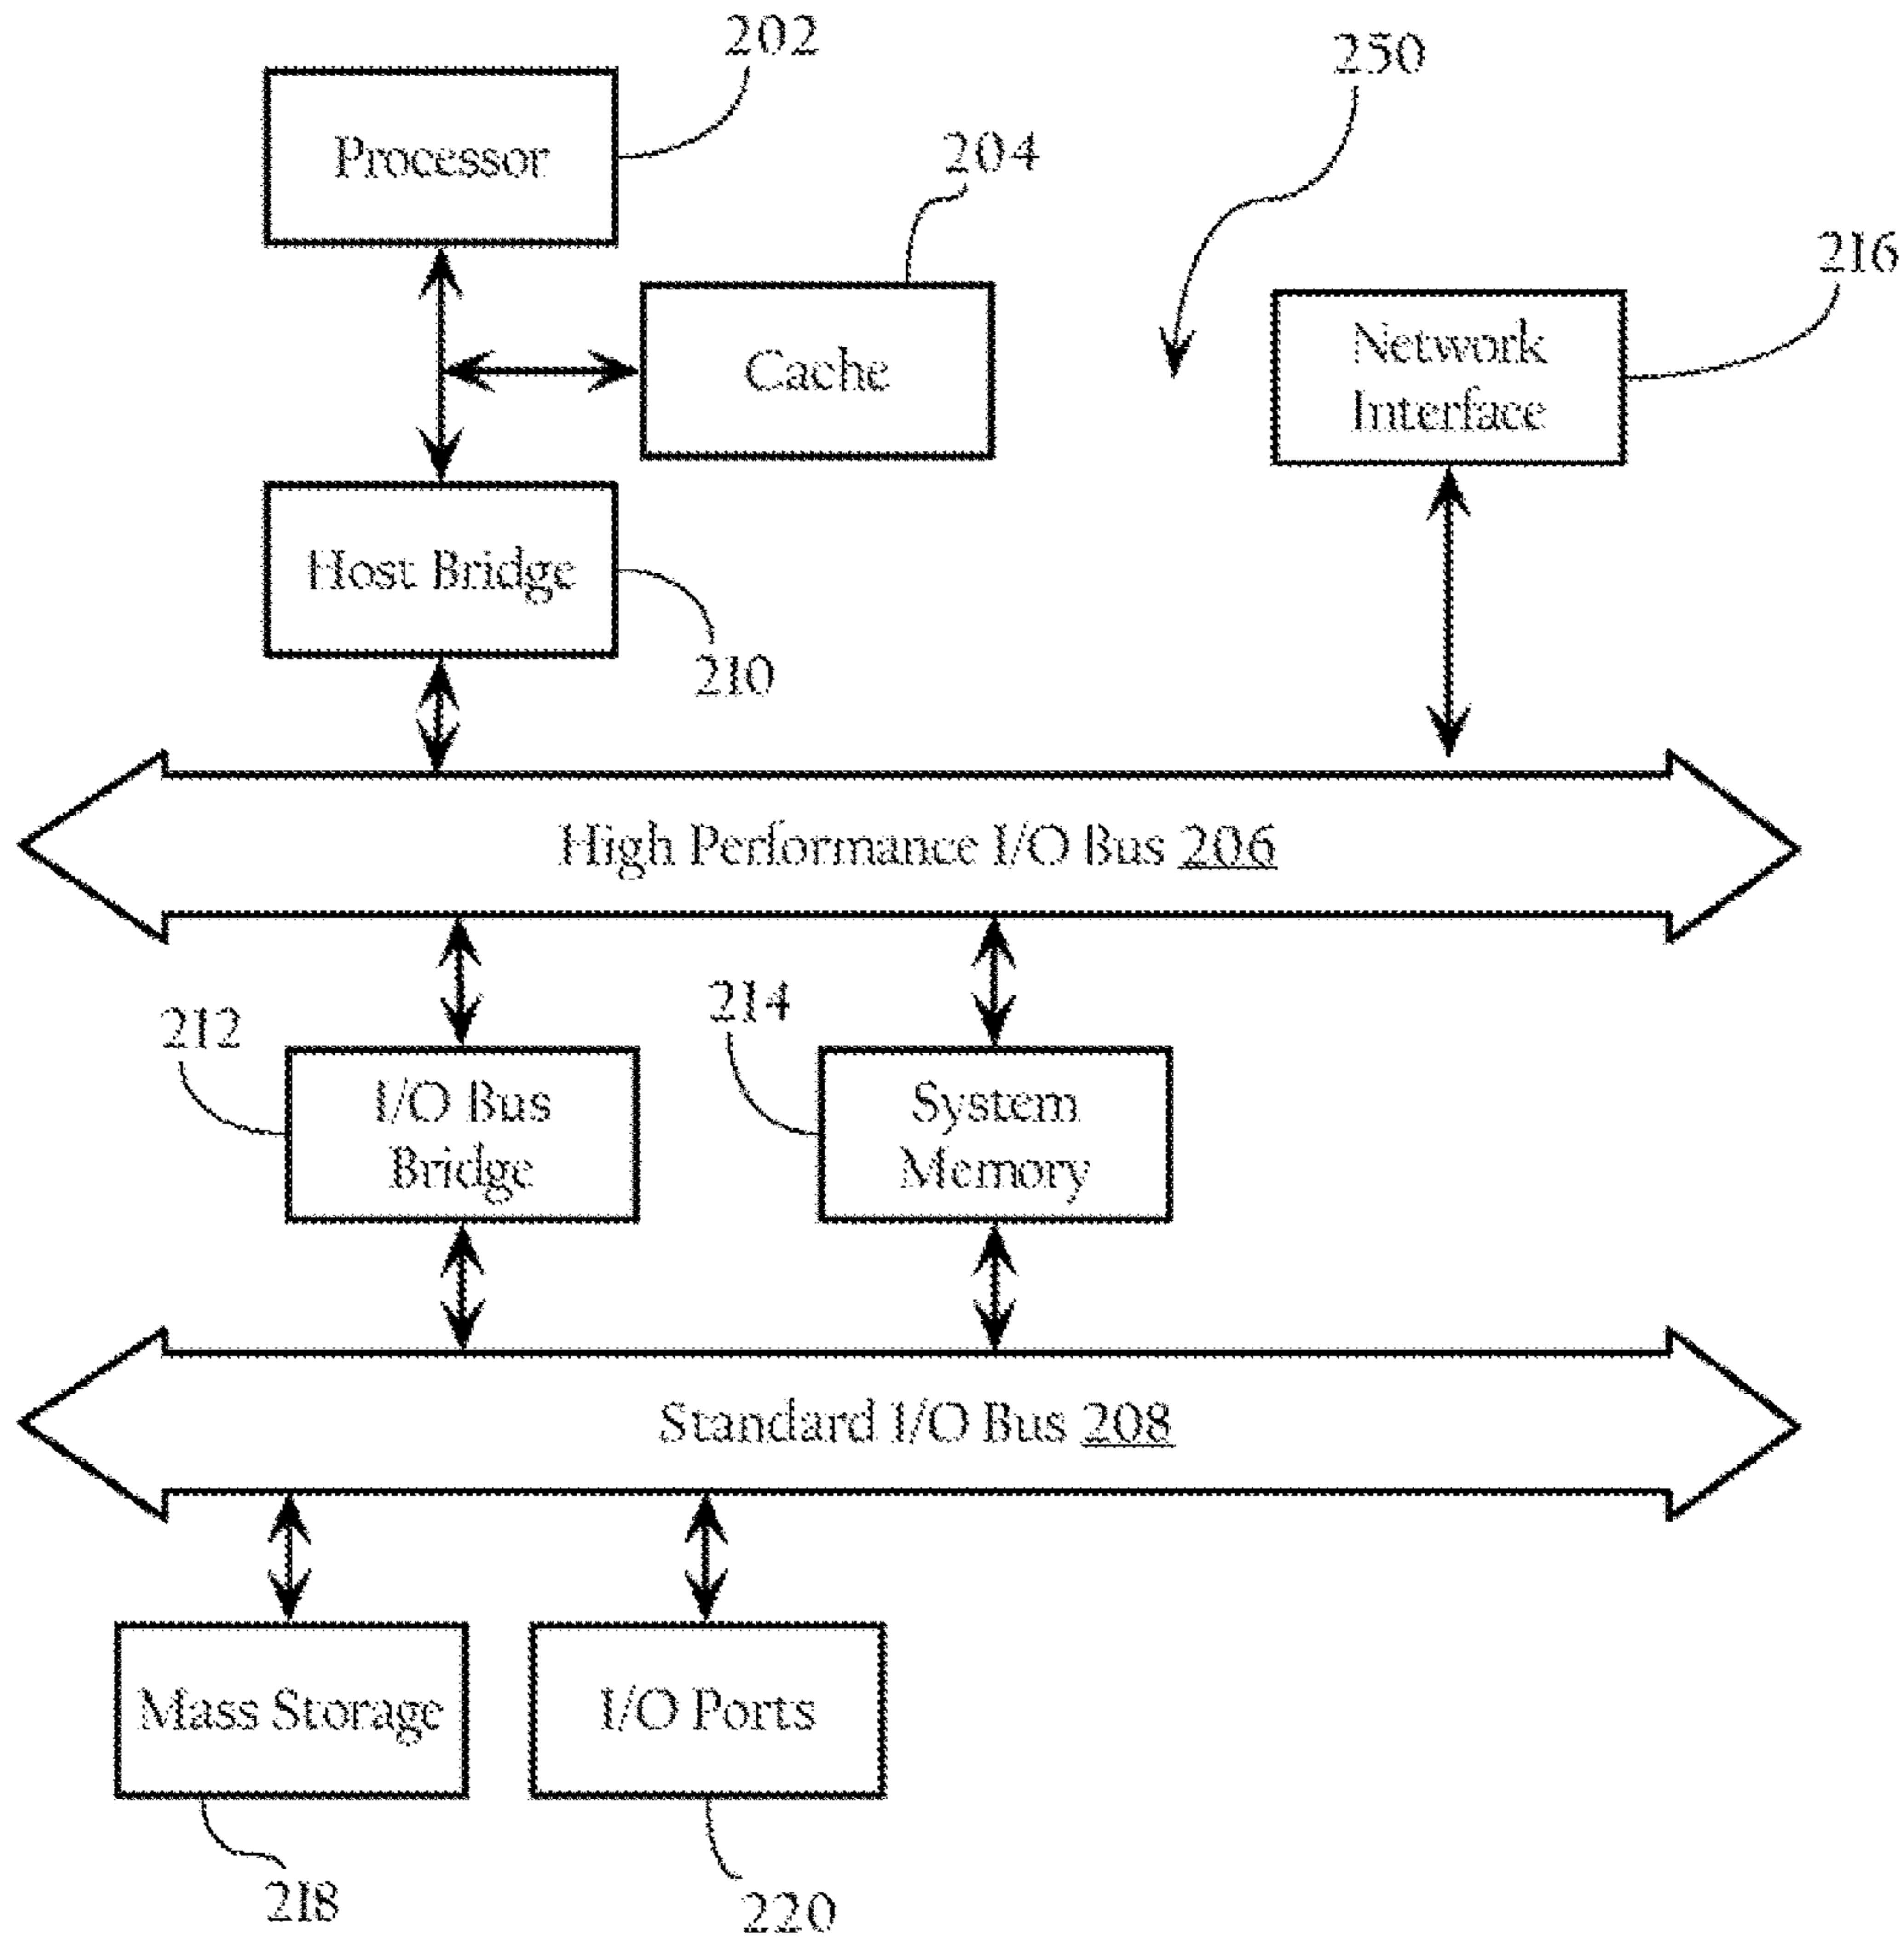 202
250
Processor
204
216
Network
Interface
Cache
Host Bridge
210
High Performance I/O Bus 206
214
212
I/O Bus
Bridge
System
Memory
Standard I/O Bus 208
Mass Storage
I/O Ports
218
220